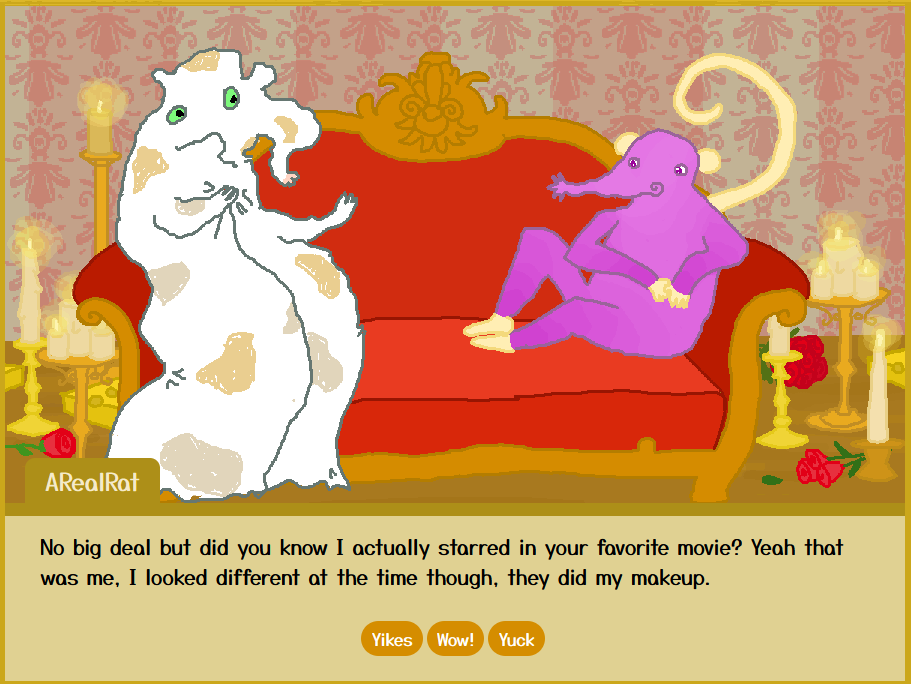 ARealRat
No big deal but did you know I actually starred in your favorite movie? Yeah that
was me, I looked different at the time though, they did my makeup.
Yikes Wow! Yuck